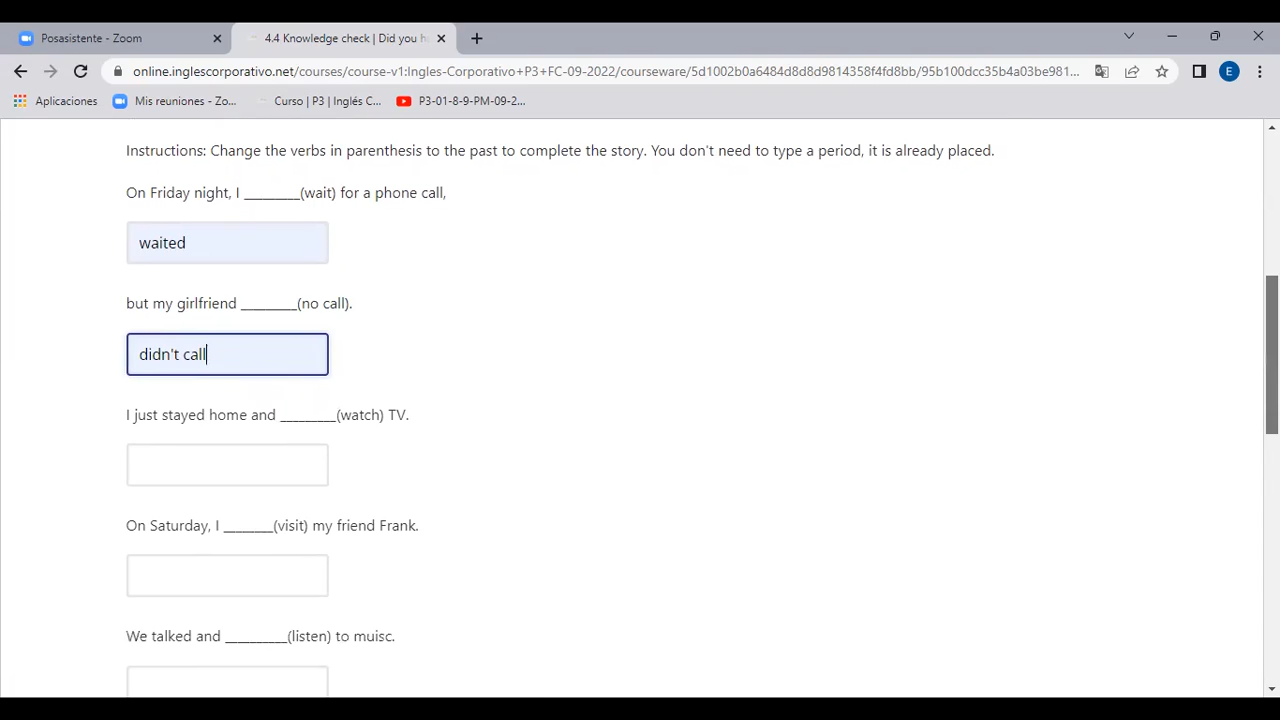 Posasistente - Zoom
4.4 Knowledge check | Did you h
online.inglescorporativo.net/courses/course-v1:Ingles-Corporativo+P3+FC-09-2022/courseware/5d1002b0a6484d8d8d9814358f4fd8bb/95b100dcc35b4a03be981...
E
Aplicaciones
Mis reuniones - Zo...
Curso | P3 | Inglés C...
P3-01-8-9-PM-09-2...
Instructions: Change the verbs in parenthesis to the past to complete the story. You don't need to type a period, it is already placed.
On Friday night, I _________(wait) for a phone call,
waited
but my girlfriend _________(no call).
didn't call
I just stayed home and _________(watch) TV.
On Saturday, I ________(visit) my friend Frank.
We talked and __________(listen) to muisc.